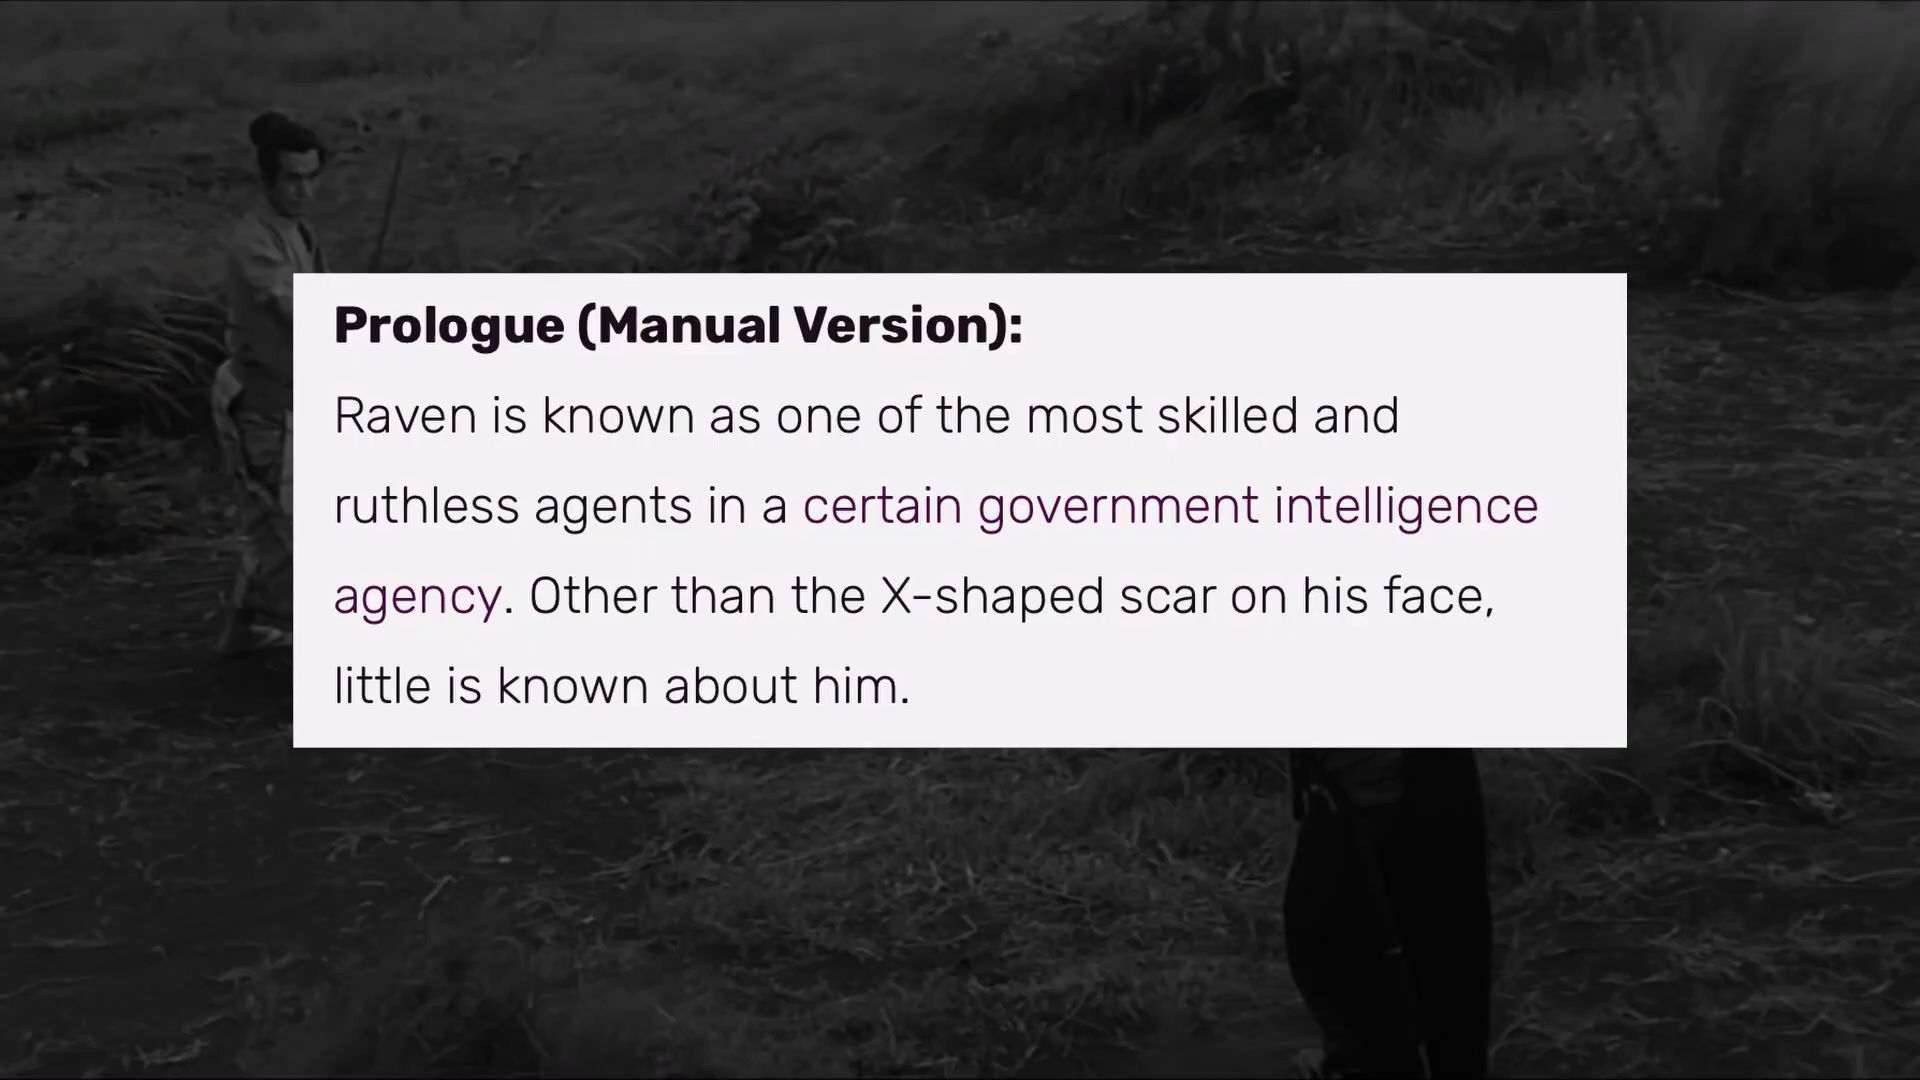 Prologue (Manual Version):
Raven is known as one of the most skilled and
ruthless agents in a certain government intelligence
agency. Other than the X-shaped scar on his face,
little is known about him.